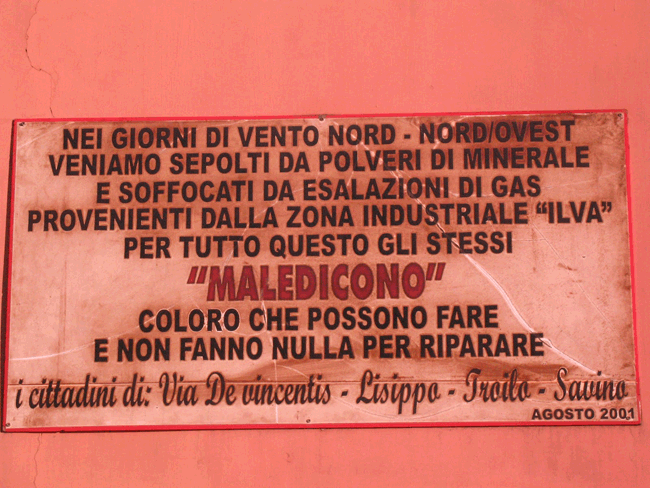 NEI GIORNI DI VENTO NORD - NORD/OVEST
VENIAMO SEPOLTI DA POLVERI DI MINERALE
E SOFFOCATI DA ESALAZIONI DI GAS
PROVENIENTI DALLA ZONA INDUSTRIALE “ILVA”
PER TUTTO QUESTO GLI STESSI
“MALEDICONO”
COLORO CHE POSSONO FARE
E NON FANNO NULLA PER RIPARARE
i cittadini di: Via De vincentis - Lisippo - Troilo - Savino
AGOSTO 2001